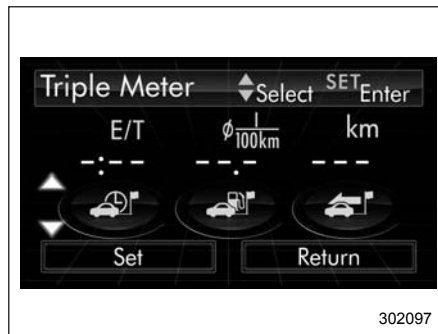 Triple Meter Select SET Enter
E/T ϕ l/100km km
-:-- --.- ---
Set Return
302097